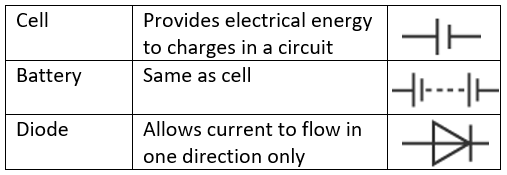 Cell
Provides electrical energy
to charges in a circuit
Battery
Same as cell
Diode
Allows current to flow in
one direction only